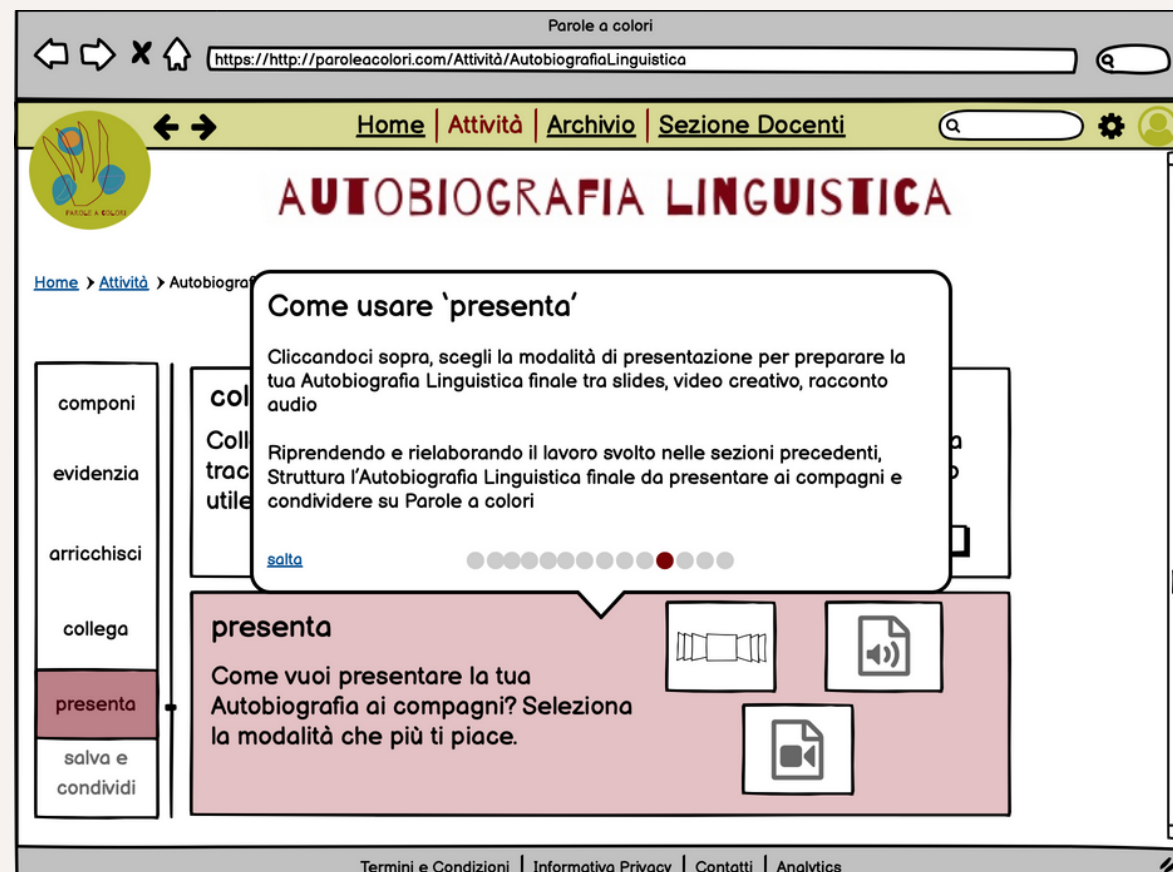 Parole a colori
https://http://paroleacolori.com/Attività/AutobiografiaLinguistica
Home | Attività | Archivio | Sezione Docenti
PAROLE A COLORI
AUTOBIOGRAFIA LINGUISTICA
Home > Attività > Autobiograf
Come usare ‘presenta’
Cliccandoci sopra, scegli la modalità di presentazione per preparare la
tua Autobiografia Linguistica finale tra slides, video creativo, racconto
audio
Riprendendo e rielaborando il lavoro svolto nelle sezioni precedenti,
Struttura l’Autobiografia Linguistica finale da presentare ai compagni e
condividere su Parole a colori
salta
componi
evidenzia
arricchisci
collega
presenta
salva e
condividi
col
Coll
trac
utile
presenta
Come vuoi presentare la tua
Autobiografia ai compagni? Seleziona
la modalità che più ti piace.
Termini e Condizioni | Informativa Privacy | Contatti | Analytics